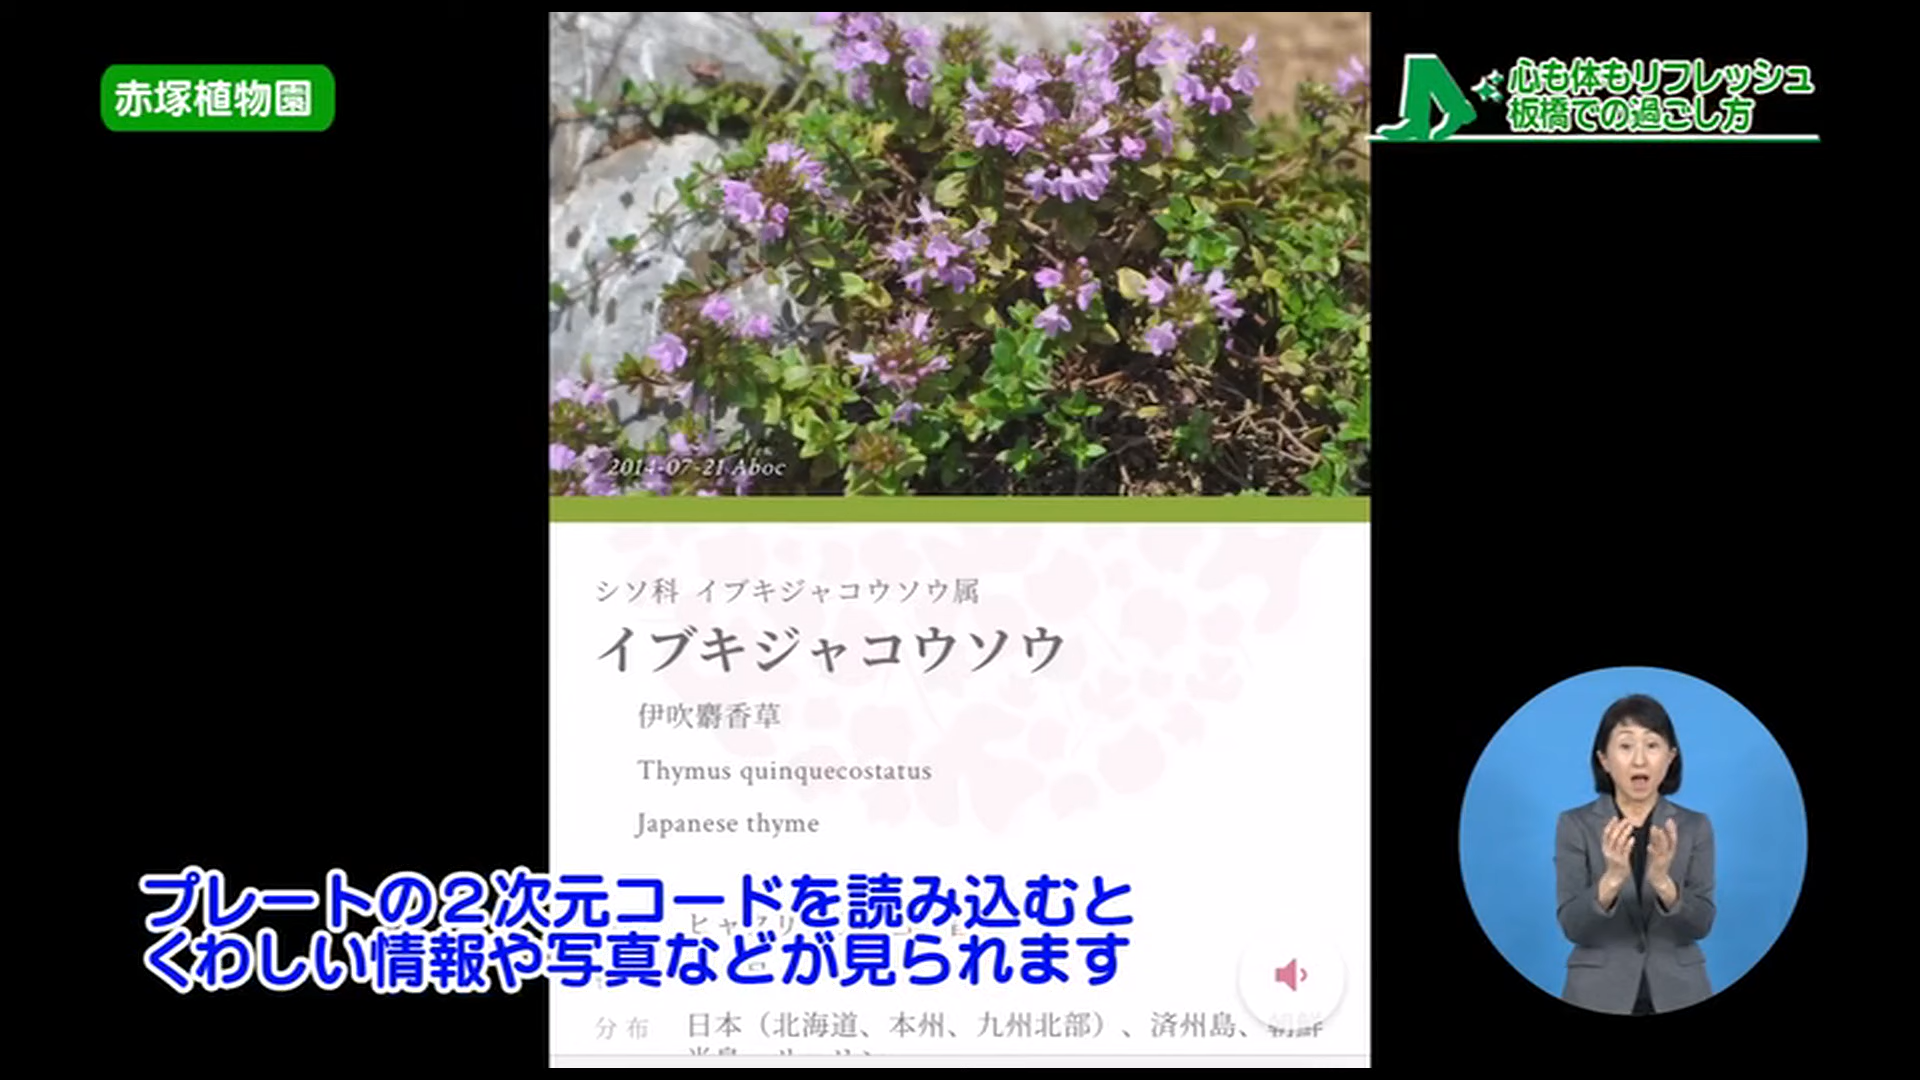 赤塚植物園
心も体もリフレッシュ
板橋での過ごし方
2014-07-21 Aboc
シソ科 イブキジャコウソウ属
イブキジャコウソウ
伊吹麝香草
Thymus quinquecostatus
Japanese thyme
プレートの２次元コードを読み込むと
くわしい情報や写真などが見られます
分布 日本（北海道、本州、九州北部）、済州島、朝鮮